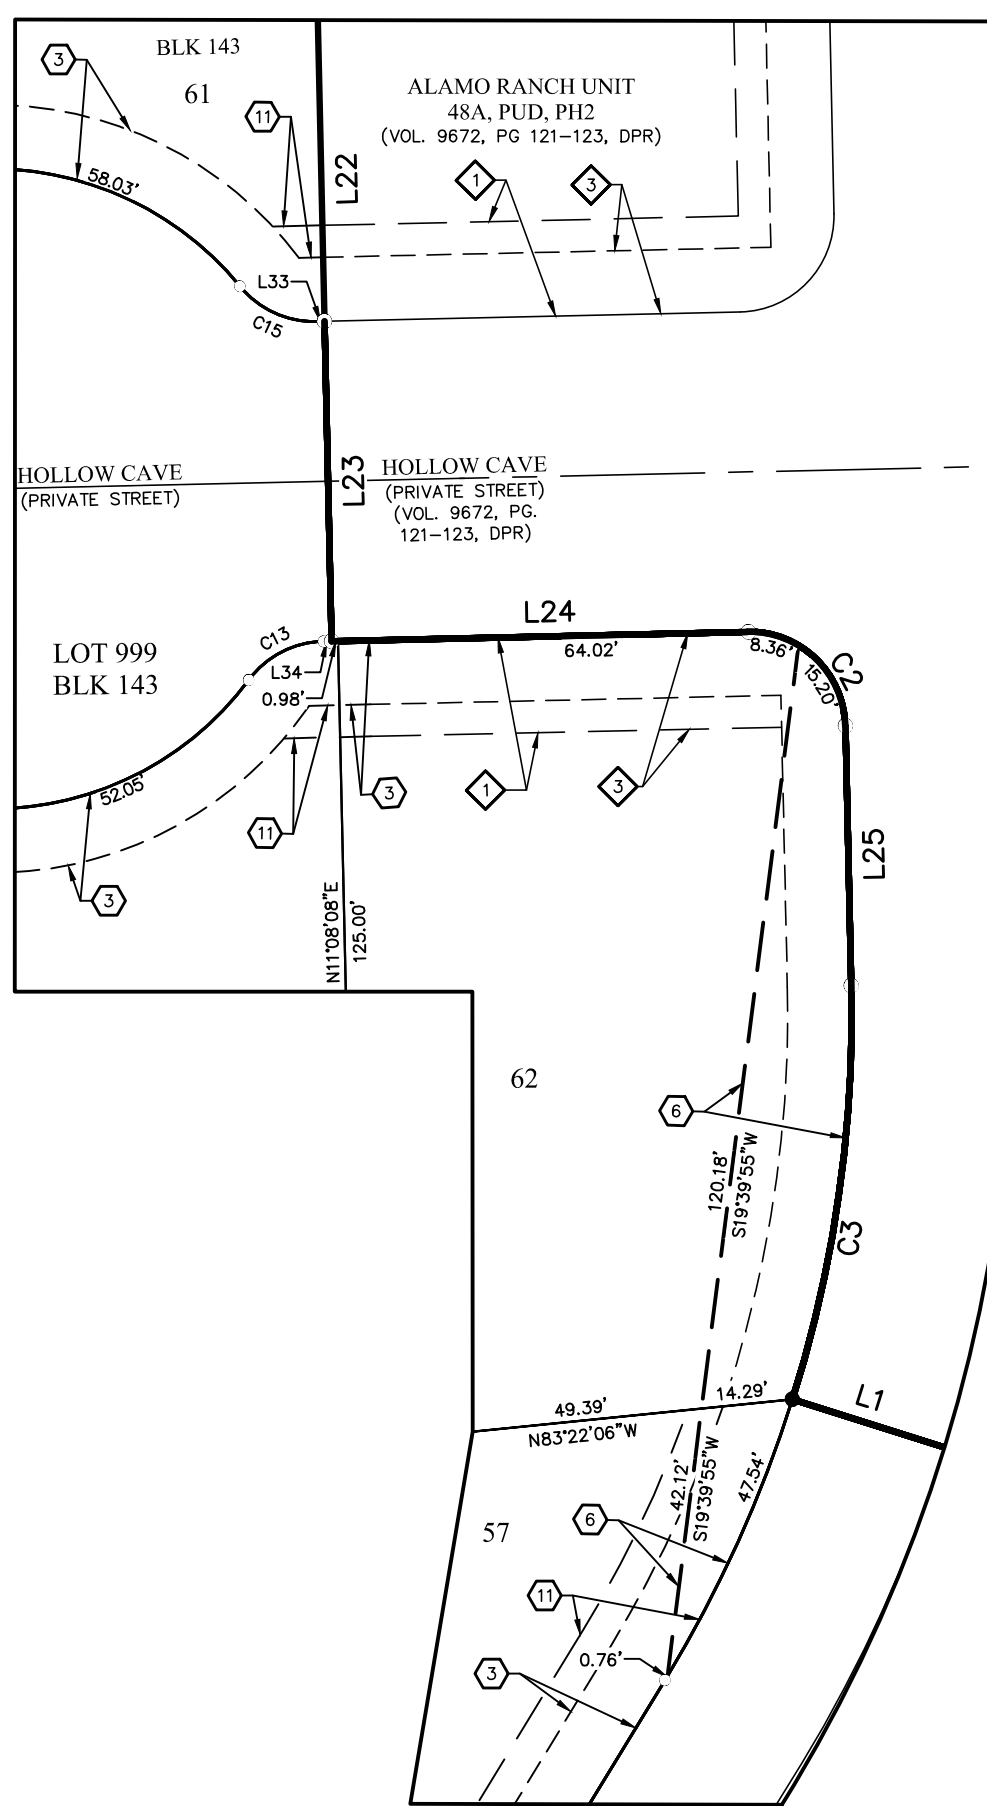 BLK 143
61
3
11
58.03'
L22
ALAMO RANCH UNIT
48A, PUD, PH2
(VOL. 9672, PG 121–123, DPR)
1
3
L33
C15
HOLLOW CAVE
(PRIVATE STREET)
L23
HOLLOW CAVE
(PRIVATE STREET)
(VOL. 9672, PG.
121–123, DPR)
L24
64.02'
8.36'
C2
15.20'
C13
L34
0.98'
LOT 999
BLK 143
52.05'
3
11
3
1
3
L25
N11°08'08"E
125.00'
62
6
120.18'
S19°39'55"W
C3
14.29'
49.39'
N83°22'06"W
L1
42.12'
S19°39'55"W
47.54'
57
6
11
3
0.76'